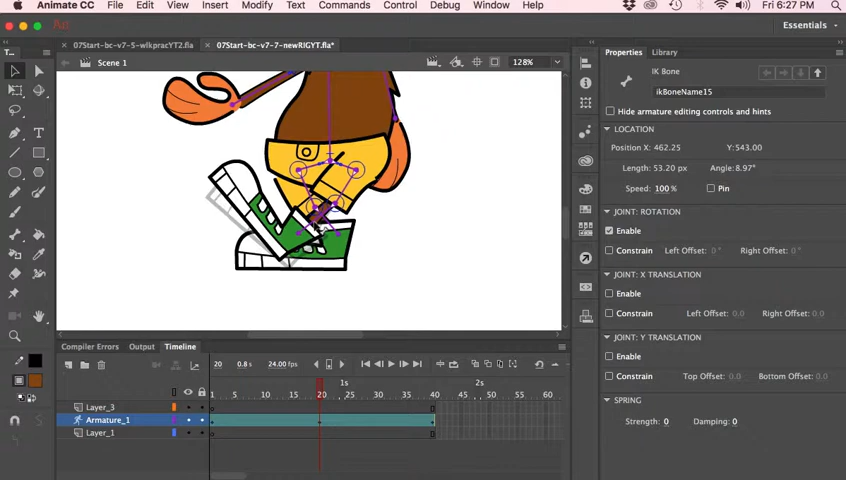 Animate CC File Edit View Insert Modify Text Commands Control Debug Window Help Fri 6:27 PM
An Essentials
07Start-bc-v7-5-wlkpracYT2.fla 07Start-bc-v7-7-newRIGYT.fla*
T... Properties Library
Scene 1 128%
IK Bone
ikBoneName15
Hide armature editing controls and hints
LOCATION
Position X: 462.25 Y: 543.00
Length: 53.20 px Angle: 8.97°
Speed: 100 % Pin
JOINT: ROTATION
Enable
Constrain Left Offset: 0° Right Offset: 0°
JOINT: X TRANSLATION
Enable
Constrain Left Offset: 0.0 Right Offset: 0.0
JOINT: Y TRANSLATION
Enable
Constrain Top Offset: 0.0 Bottom Offset: 0.0
SPRING
Strength: 0 Damping: 0
Compiler Errors Output Timeline
20 0.8 s 24.00 fps
1s 2s
1 5 10 15 20 25 30 35 40 45 50 55 60
Layer_3
Armature_1
Layer_1